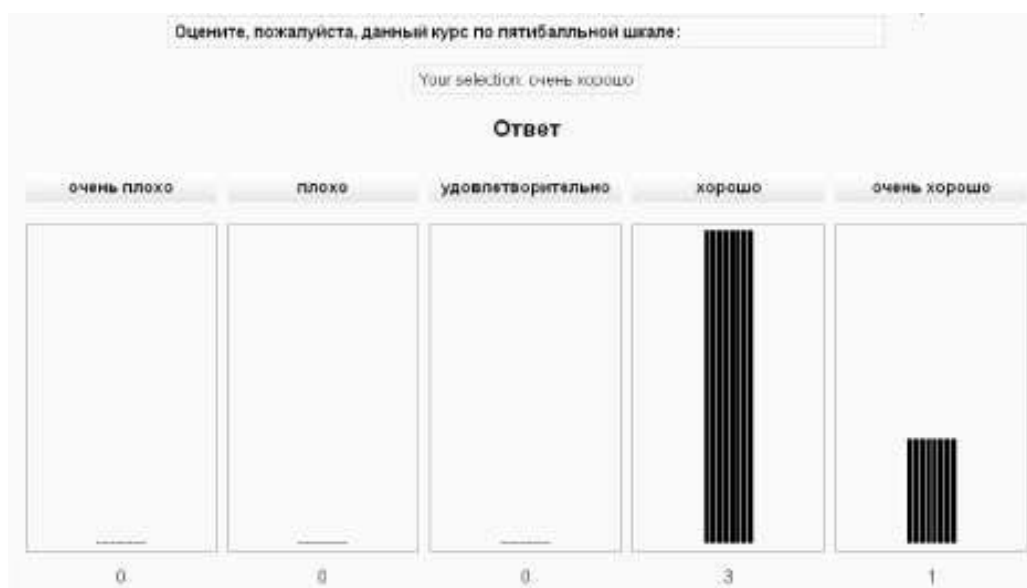 Оцените, пожалуйста, данный курс по пятибалльной шкале:
Your selection: очень хорошо
Ответ
очень плохо плохо удовлетворительно хорошо очень хорошо
0 0 0 3 1